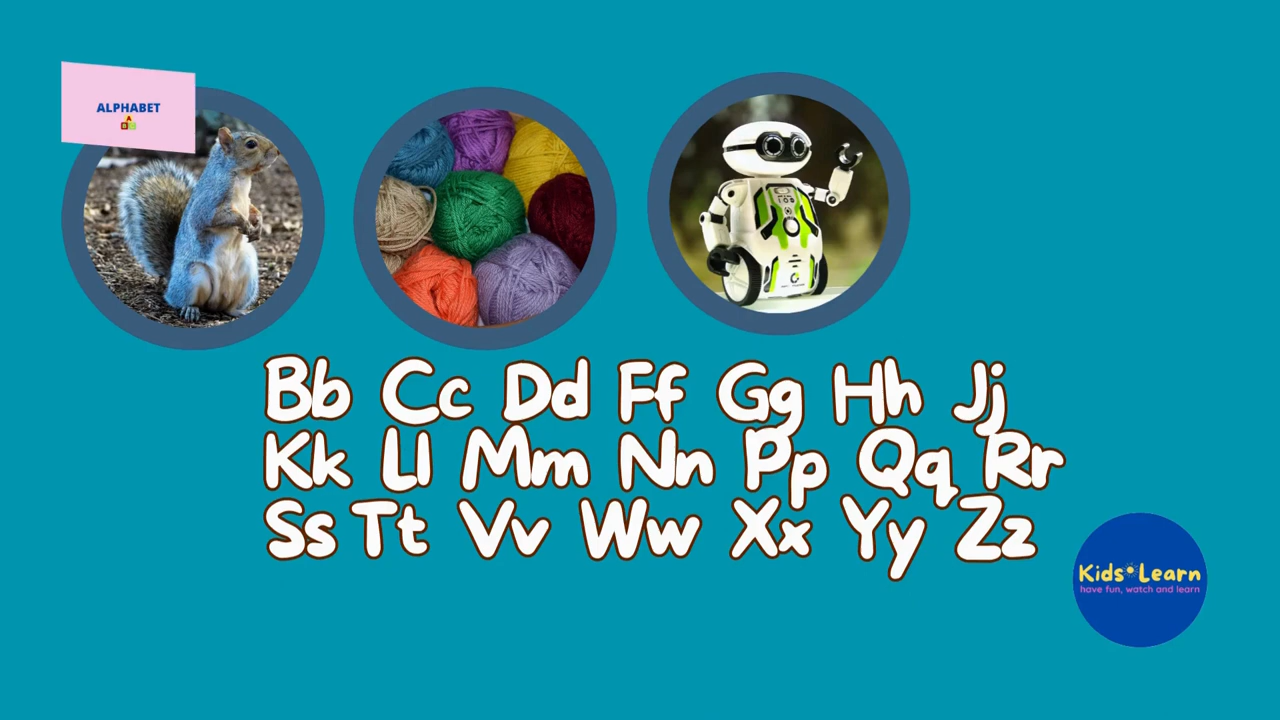 ALPHABET
Bb Cc Dd Ff Gg Hh Jj
Kk Ll Mm Nn Pp Qq Rr
Ss Tt Vv Ww Xx Yy Zz
Kids Learn
have fun, watch and learn